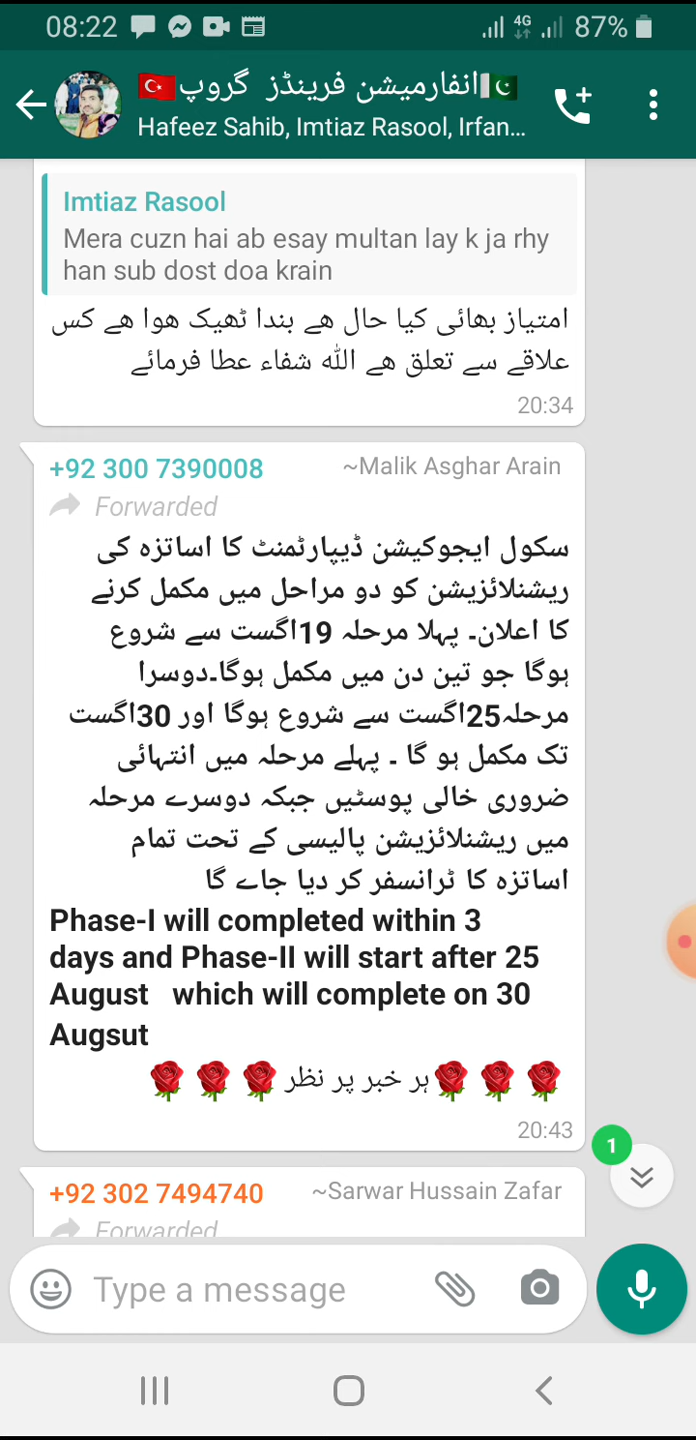 08:22
4G
87%
انفارمیشن فرینڈز گروپ
Hafeez Sahib, Imtiaz Rasool, Irfan...
Imtiaz Rasool
Mera cuzn hai ab esay multan lay k ja rhy
han sub dost doa krain
امتیاز بھائی کیا حال ھے بندا ٹھیک ھوا ھے کس
علاقے سے تعلق ھے اللہ شفاء عطا فرمائے
20:34
+92 300 7390008
~Malik Asghar Arain
Forwarded
سکول ایجوکیشن ڈیپارٹمنٹ کا اساتزہ کی
ریشنلائزیشن کو دو مراحل میں مکمل کرنے
کا اعلان۔ پہلا مرحلہ 19اگست سے شروع
ہوگا جو تین دن میں مکمل ہوگا۔دوسرا
مرحلہ25اگست سے شروع ہوگا اور 30اگست
تک مکمل ہو گا ۔ پہلے مرحلہ میں انتہائی
ضروری خالی پوسٹیں جبکہ دوسرے مرحلہ
میں ریشنلائزیشن پالیسی کے تحت تمام
اساتزہ کا ٹرانسفر کر دیا جاے گا
Phase-I will completed within 3
days and Phase-II will start after 25
August which will complete on 30
Augsut
🌹🌹🌹ہر خبر پر نظر🌹🌹🌹
20:43
1
+92 302 7494740
~Sarwar Hussain Zafar
Forwarded
Type a message